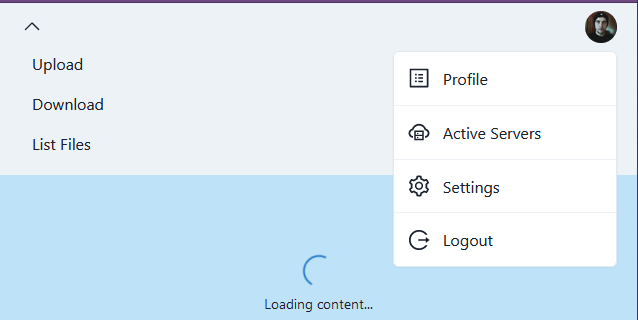 Upload
Download
List Files
Profile
Active Servers
Settings
Logout
Loading content...